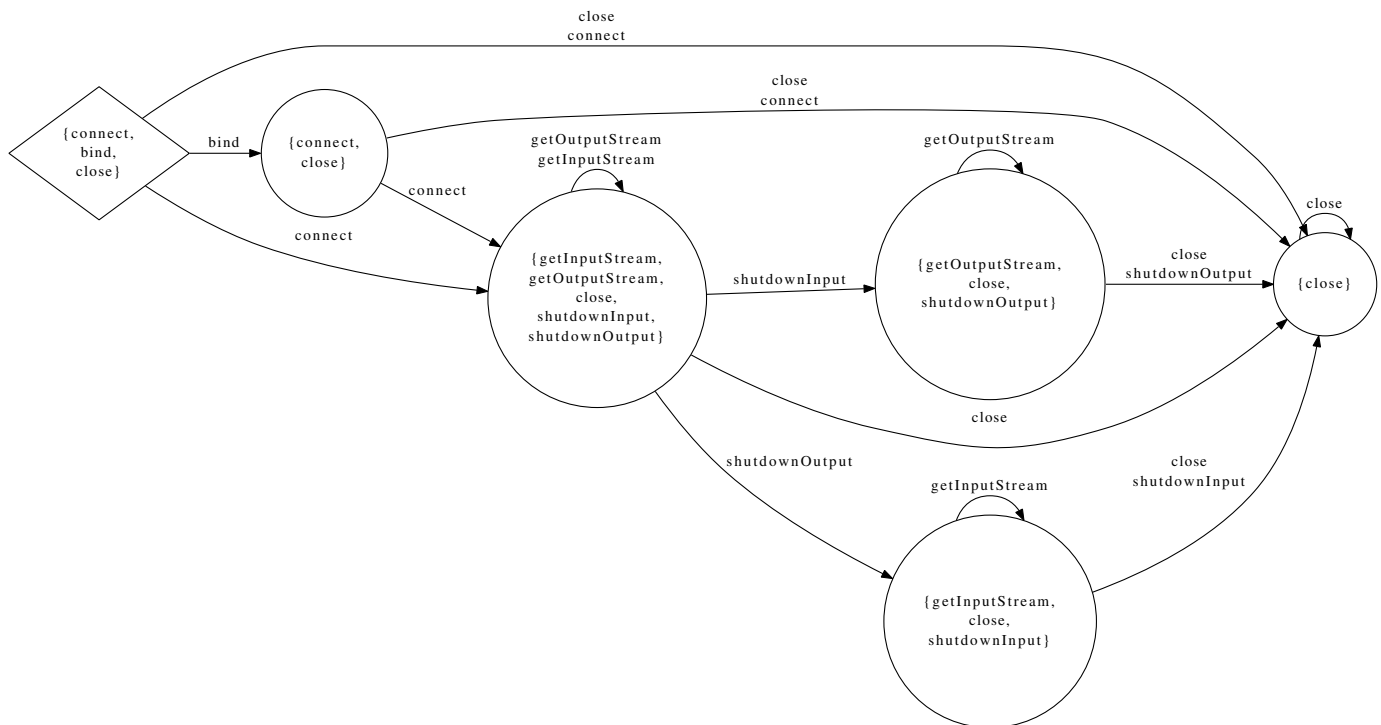 close
connect
close
connect
{connect,
bind,
close}
bind
{connect,
close}
connect
connect
getOutputStream
getInputStream
{getInputStream,
getOutputStream,
close,
shutdownInput,
shutdownOutput}
shutdownInput
getOutputStream
{getOutputStream,
close,
shutdownOutput}
close
shutdownOutput
close
{close}
close
shutdownOutput
getInputStream
{getInputStream,
close,
shutdownInput}
close
shutdownInput